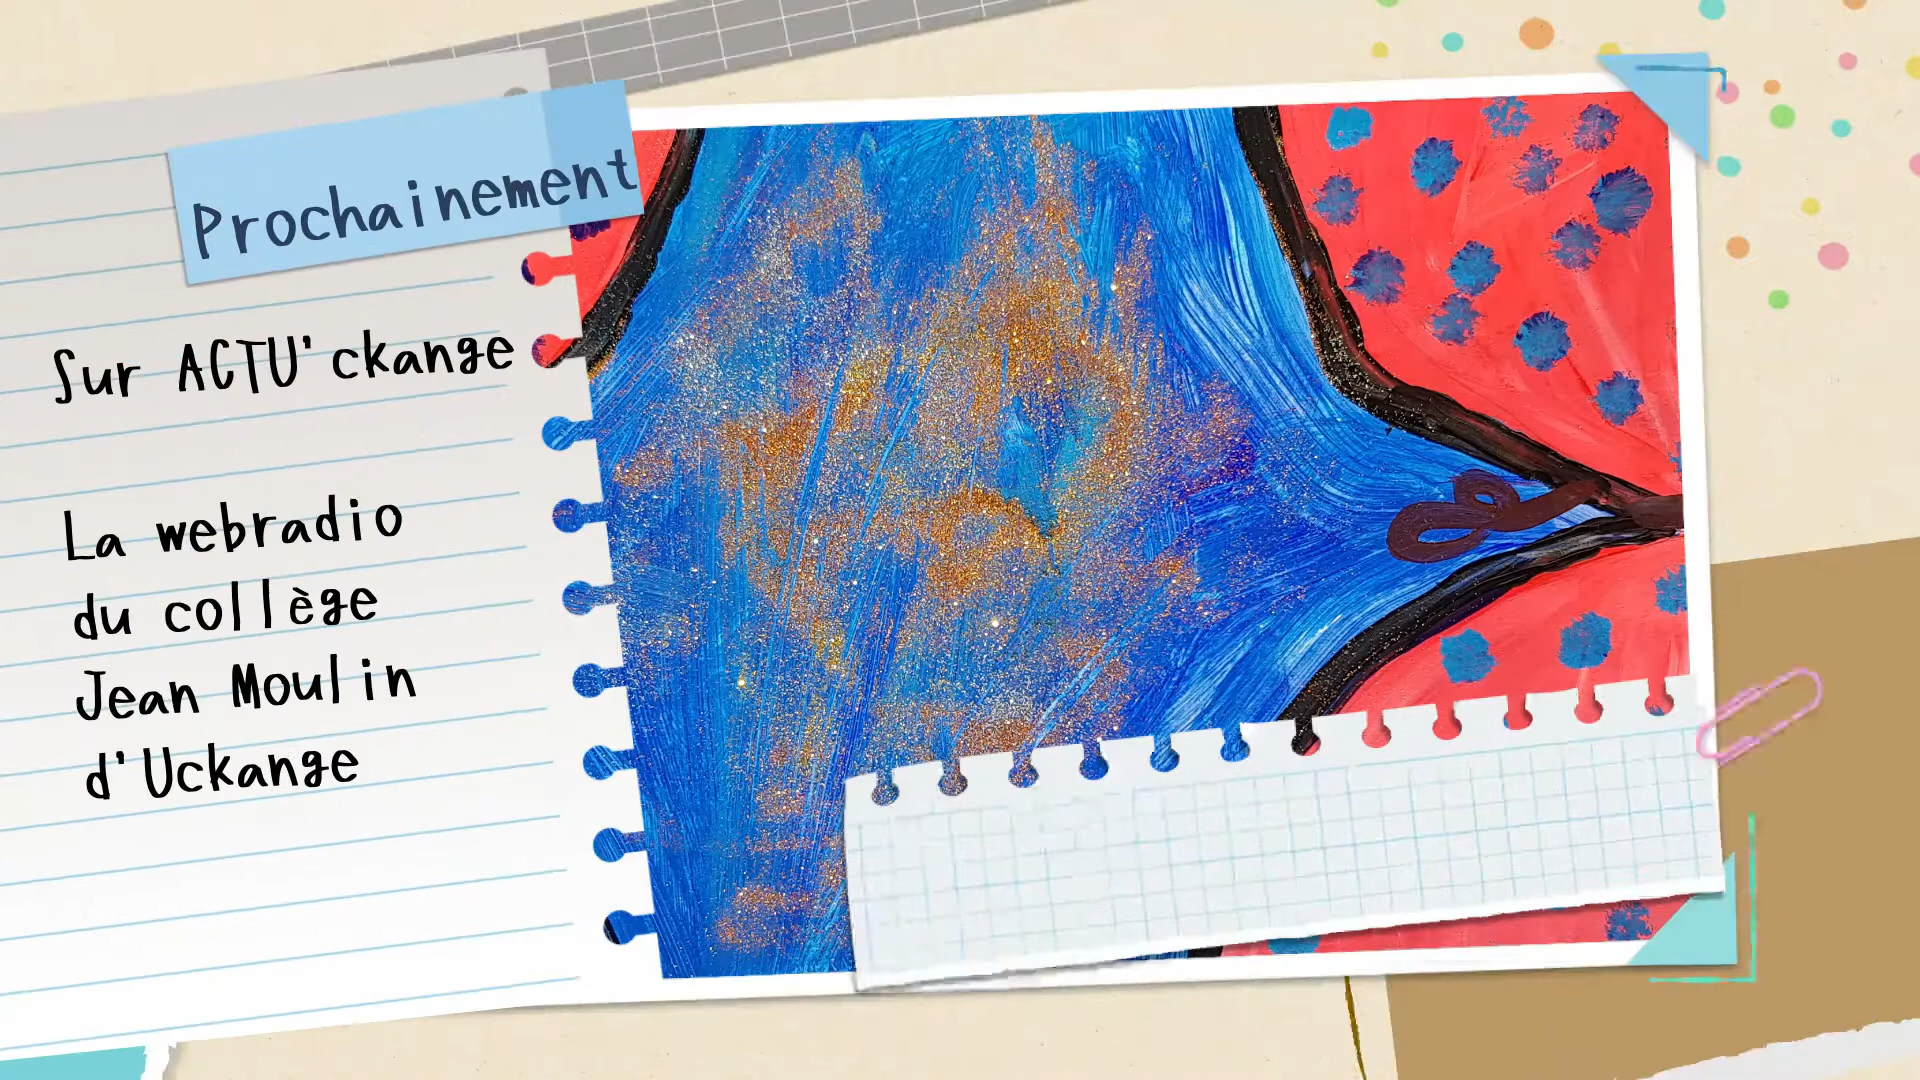 Prochainement
Sur ACTU'ckange
La webradio
du collège
Jean Moulin
d'Uckange